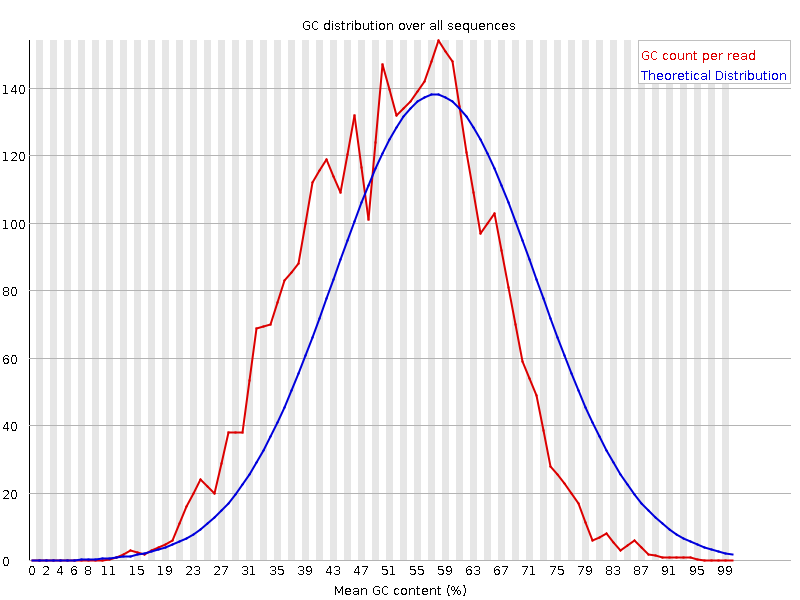 GC distribution over all sequences
GC count per read
Theoretical Distribution
140
120
100
80
60
40
20
0
0 2 4 6 8 11 15 19 23 27 31 35 39 43 47 51 55 59 63 67 71 75 79 83 87 91 95 99
Mean GC content (%)